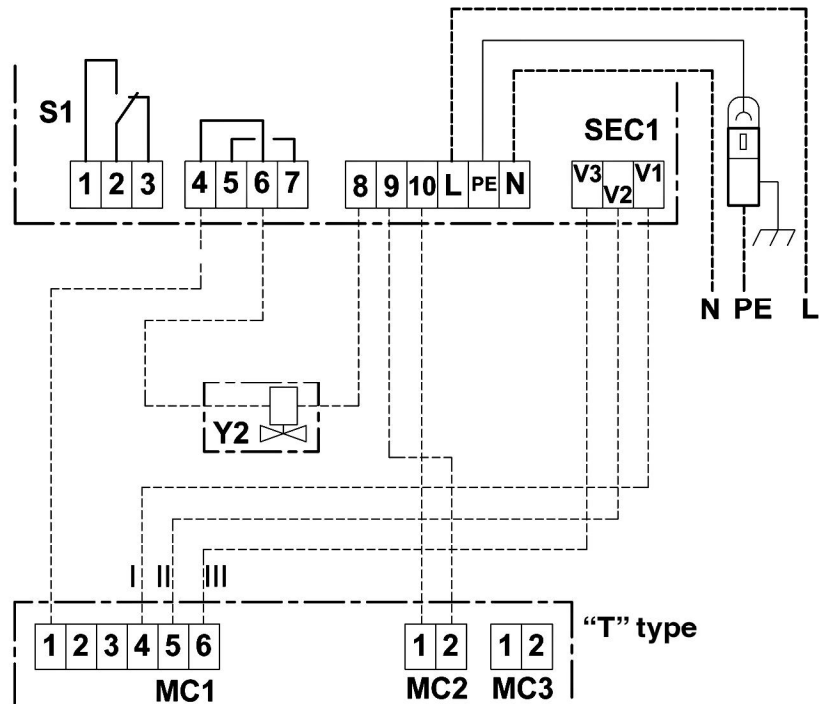 S1
SEC1
1 2 3
4 5 6 7
8 9 10 L PE N
V3 V2 V1
N PE L
Y2
I II III
1 2 3 4 5 6
1 2
1 2
"T" type
MC1
MC2
MC3